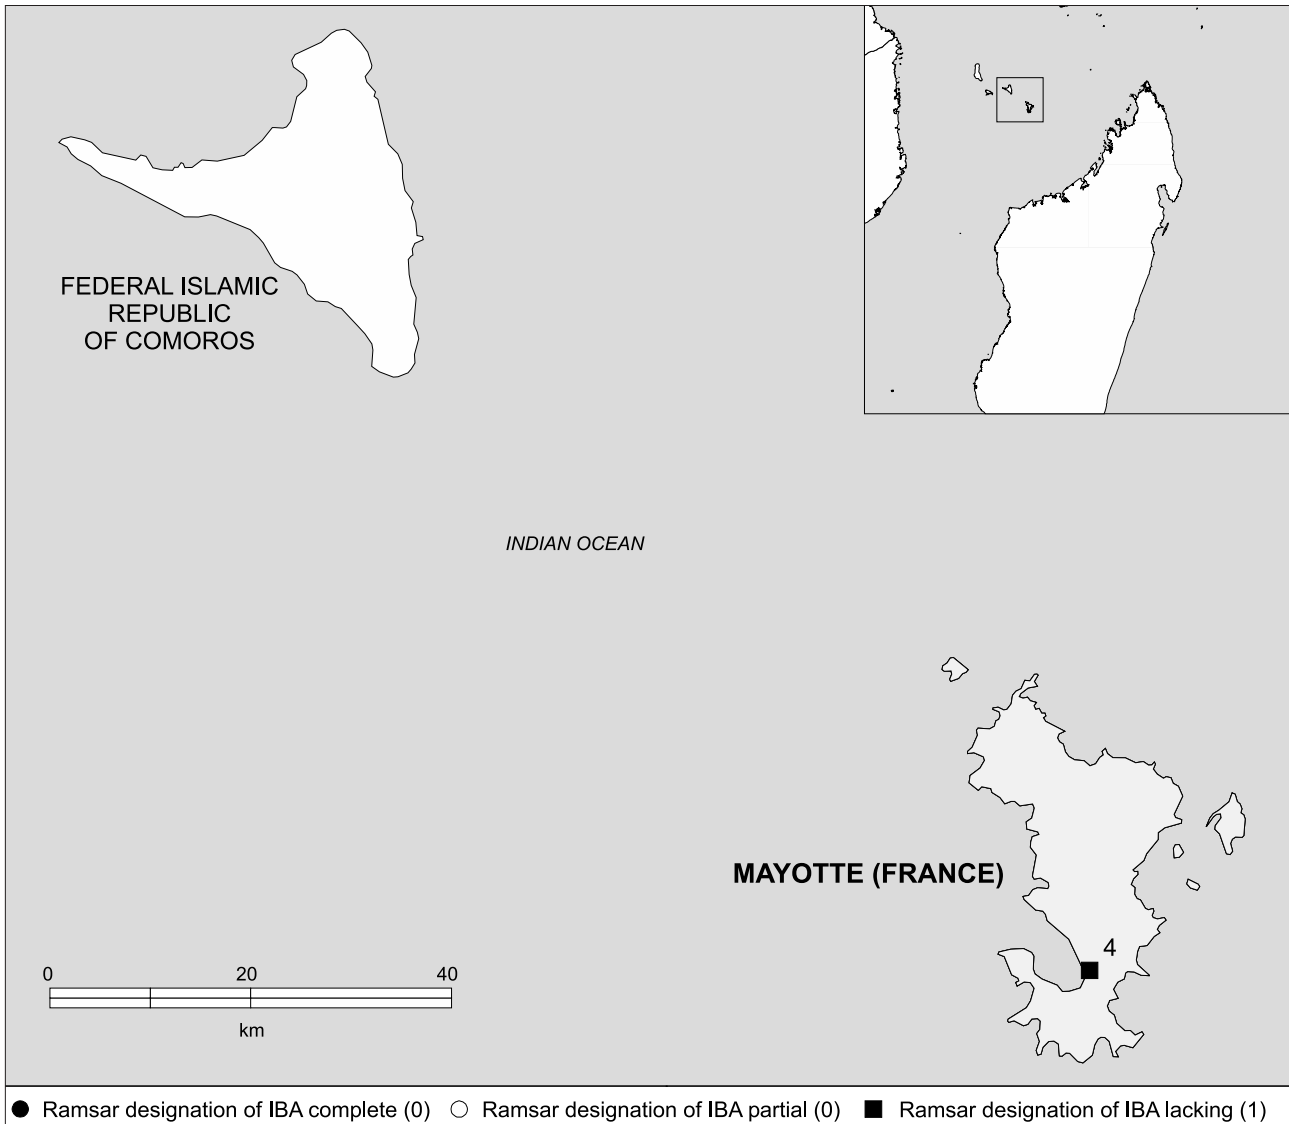 FEDERAL ISLAMIC
REPUBLIC
OF COMOROS
INDIAN OCEAN
MAYOTTE (FRANCE)
4
0 20 40
km
Ramsar designation of IBA complete (0) Ramsar designation of IBA partial (0) Ramsar designation of IBA lacking (1)